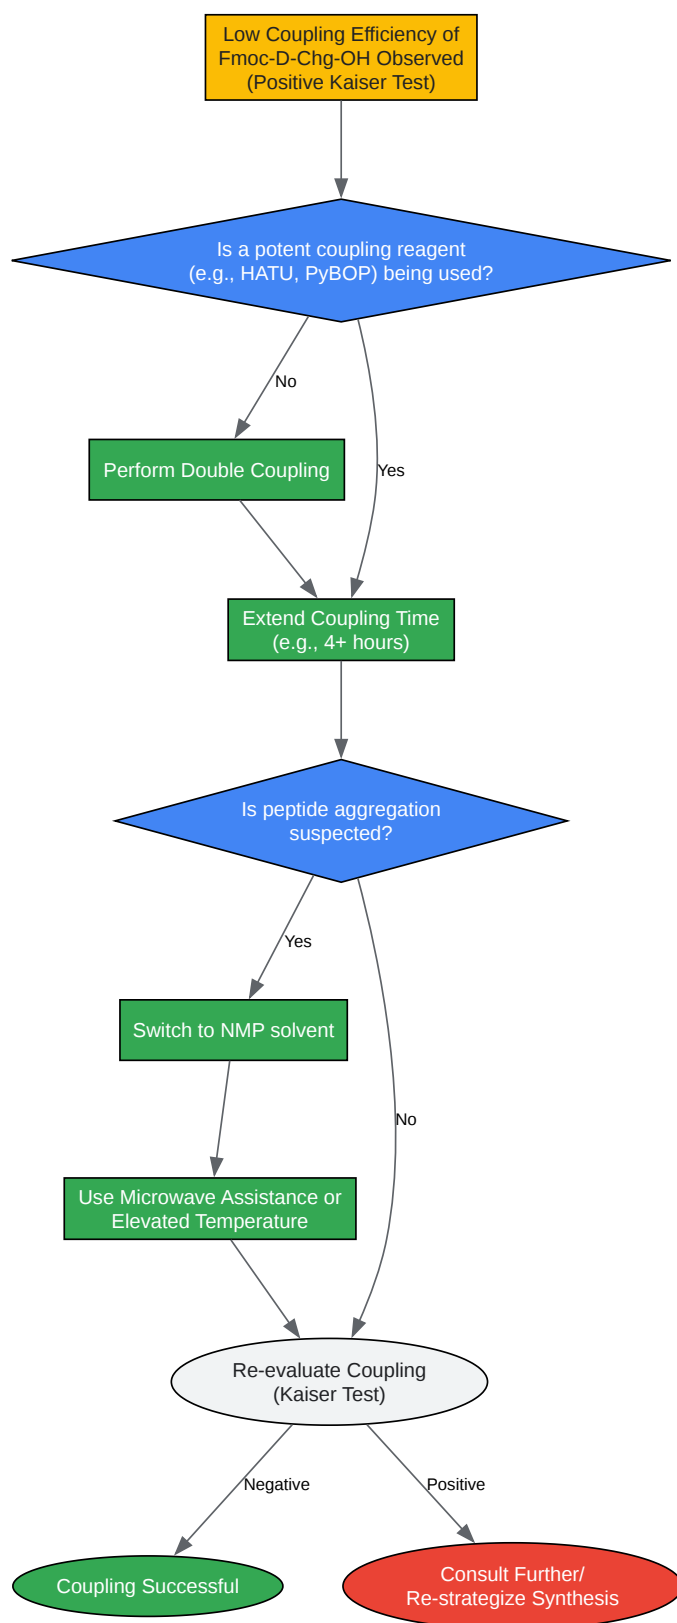 Low Coupling Efficiency of
Fmoc-D-Chg-OH Observed
(Positive Kaiser Test)
Is a potent coupling reagent
(e.g., HATU, PyBOP) being used?
No
Perform Double Coupling
Yes
Extend Coupling Time
(e.g., 4+ hours)
Is peptide aggregation
suspected?
Yes
Switch to NMP solvent
No
Use Microwave Assistance or
Elevated Temperature
Re-evaluate Coupling
(Kaiser Test)
Negative
Positive
Coupling Successful
Consult Further/
Re-strategize Synthesis